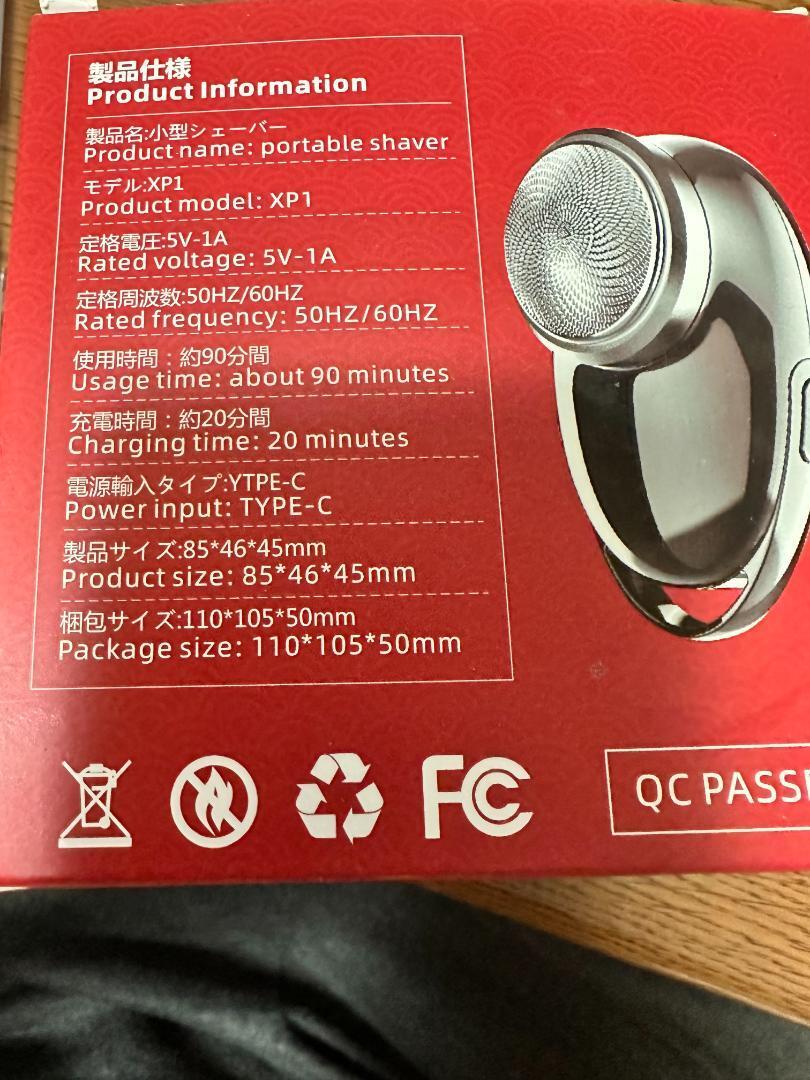 製品仕様
Product Information
製品名:小型シェーバー
Product name: portable shaver
モデル:XP1
Product model: XP1
定格電圧:5V-1A
Rated voltage: 5V-1A
定格周波数:50HZ/60HZ
Rated frequency: 50HZ/60HZ
使用時間：約90分間
Usage time: about 90 minutes
充電時間：約20分間
Charging time: 20 minutes
電源輸入タイプ:YTPE-C
Power input: TYPE-C
製品サイズ:85*46*45mm
Product size: 85*46*45mm
梱包サイズ:110*105*50mm
Package size: 110*105*50mm
FC
QC PASS